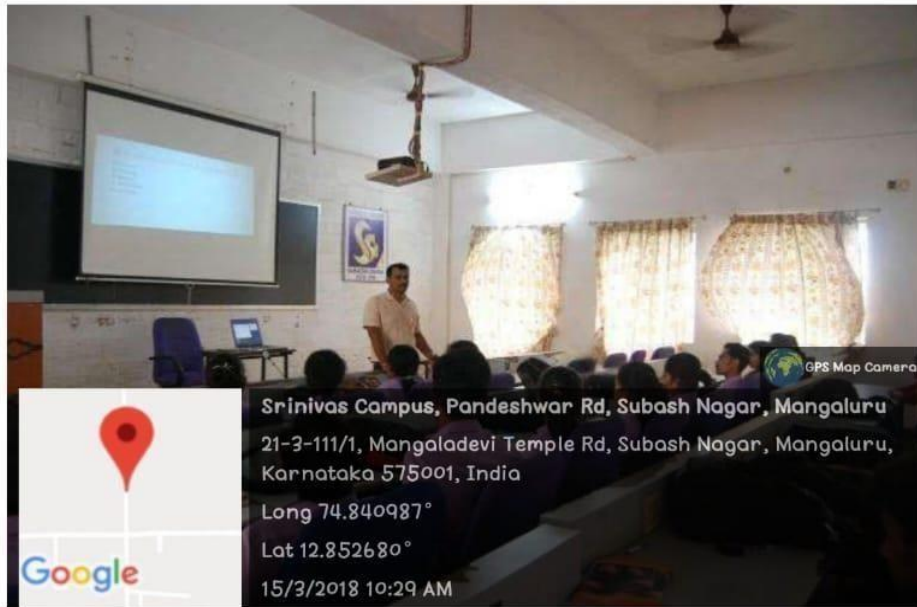 GPS Map Camera
Srinivas Campus, Pandeshwar Rd, Subash Nagar, Mangaluru
21-3-111/1, Mangaladevi Temple Rd, Subash Nagar, Mangaluru,
Karnataka 575001, India
Long 74.840987°
Lat 12.852680°
15/3/2018 10:29 AM
Google